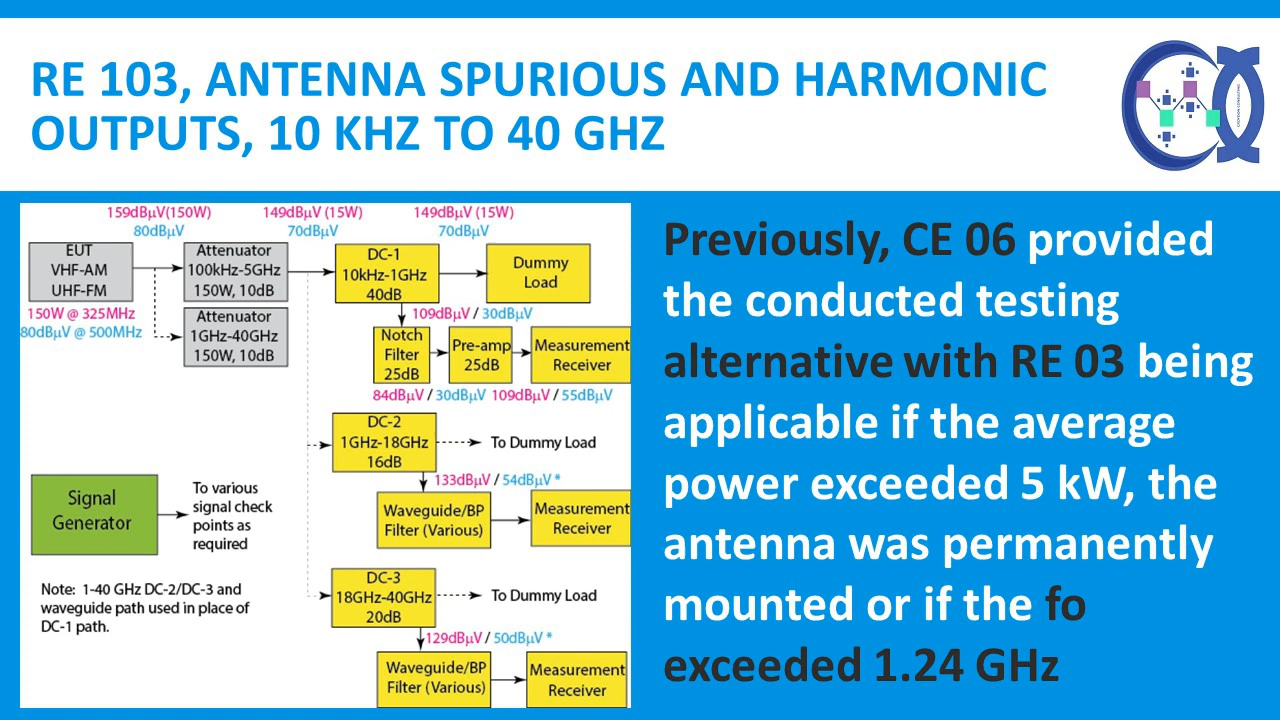 RE 103, ANTENNA SPURIOUS AND HARMONIC
OUTPUTS, 10 KHZ TO 40 GHZ
159dBµV(150W)
80dBµV
149dBµV (15W)
70dBµV
149dBµV (15W)
70dBµV
EUT
VHF-AM
UHF-FM
150W @ 325MHz
80dBµV @ 500MHz
Attenuator
100kHz-5GHz
150W, 10dB
Attenuator
1GHz-40GHz
150W, 10dB
DC-1
10kHz-1GHz
40dB
Dummy
Load
109dBµV / 30dBµV
Notch
Filter
25dB
Pre-amp
25dB
Measurement
Receiver
84dBµV / 30dBµV 109dBµV / 55dBµV
DC-2
1GHz-18GHz
16dB
To Dummy Load
133dBµV / 54dBµV *
Waveguide/BP
Filter (Various)
Measurement
Receiver
Signal
Generator
To various
signal check
points as
required
Note: 1-40 GHz DC-2/DC-3 and
waveguide path used in place of
DC-1 path.
DC-3
18GHz-40GHz
20dB
To Dummy Load
129dBµV / 50dBµV *
Waveguide/BP
Filter (Various)
Measurement
Receiver
Previously, CE 06 provided
the conducted testing
alternative with RE 03 being
applicable if the average
power exceeded 5 kW, the
antenna was permanently
mounted or if the fo
exceeded 1.24 GHz